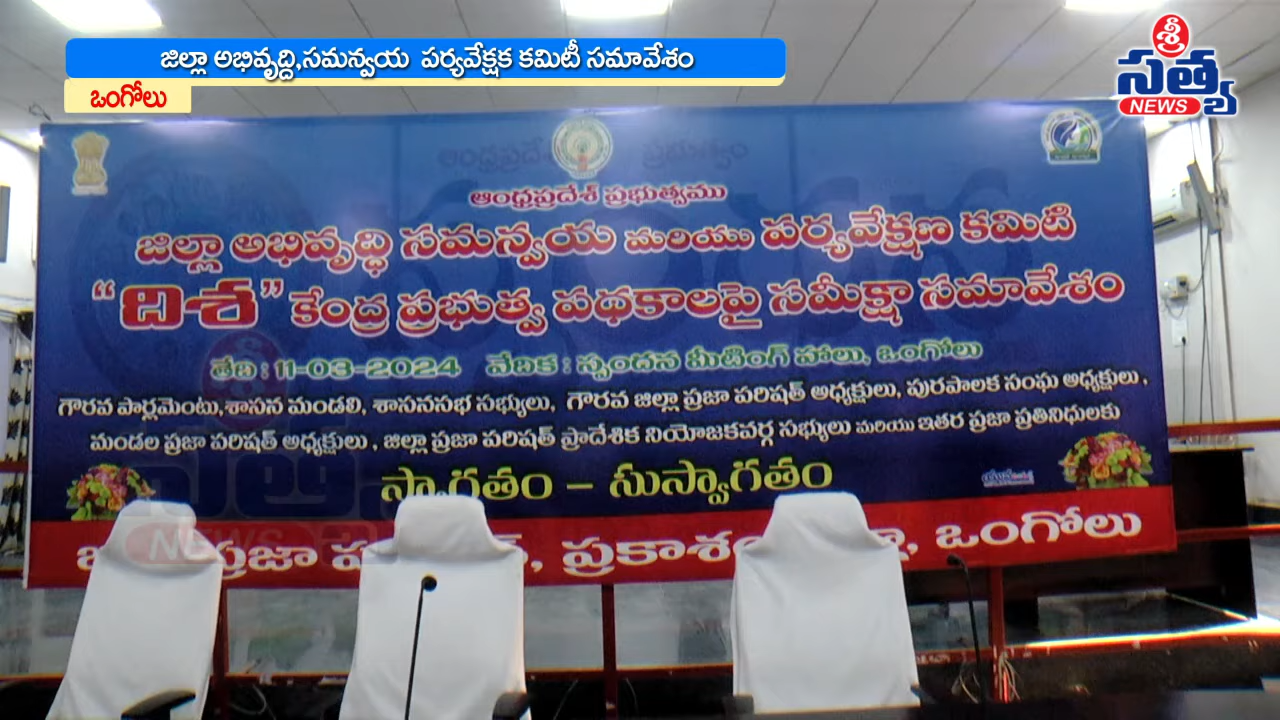 జిల్లా అభివృద్ది,సమన్వయ పర్యవేక్షక కమిటీ సమావేశం
ఒంగోలు
శ్రీ
సత్య
NEWS
ఆంధ్రప్రదేశ్ ప్రభుత్వము
జిల్లా అభివృద్ధి సమన్వయ మరియు పర్యవేక్షణ కమిటి
"దిశ" కేంద్ర ప్రభుత్వ పథకాలపై సమీక్షా సమావేశం
తేది : 11-03-2024 వేదిక : స్పందన మీటింగ్ హాలు, ఒంగోలు
గౌరవ పార్లమెంటు,శాసన మండలి, శాసనసభ సభ్యులు, గౌరవ జిల్లా ప్రజా పరిషత్ అధ్యక్షులు, పురపాలక సంఘ అధ్యక్షులు,
మండల ప్రజా పరిషత్ అధ్యక్షులు , జిల్లా ప్రజా పరిషత్ ప్రాదేశిక నియోజకవర్గ సభ్యులు మరియు ఇతర ప్రజా ప్రతినిధులకు
స్వాగతం – సుస్వాగతం
ప్రజా ఒంగోలు
NEWS